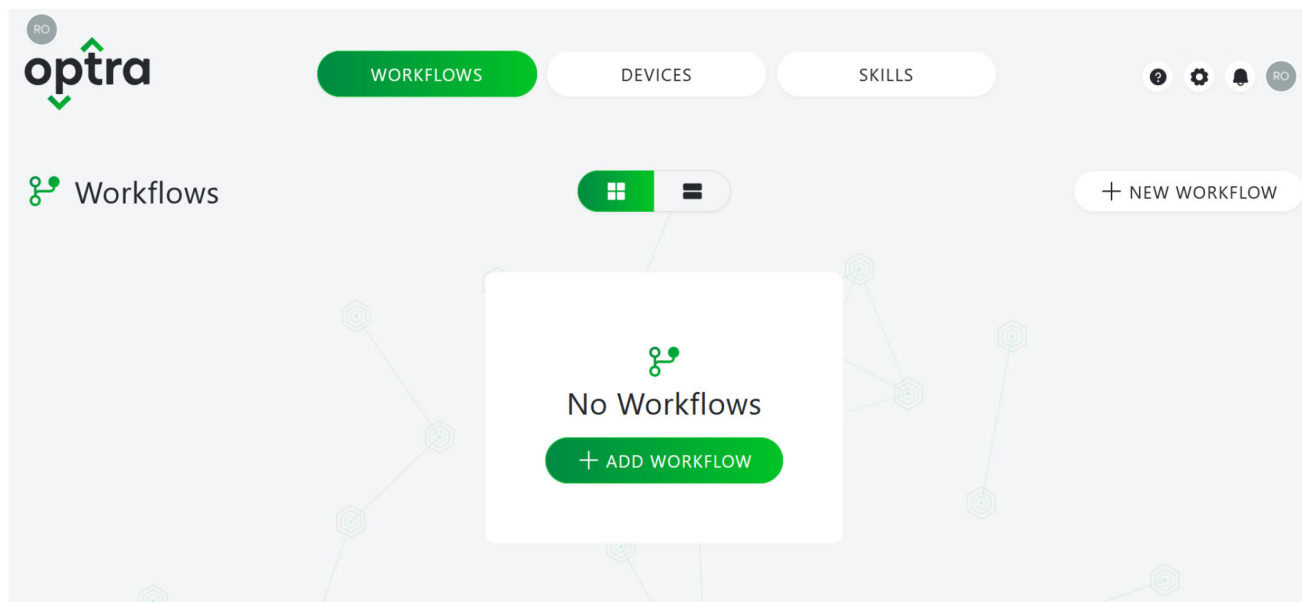 RO
optra
WORKFLOWS
DEVICES
SKILLS
?
RO
Workflows
+ NEW WORKFLOW
No Workflows
+ ADD WORKFLOW